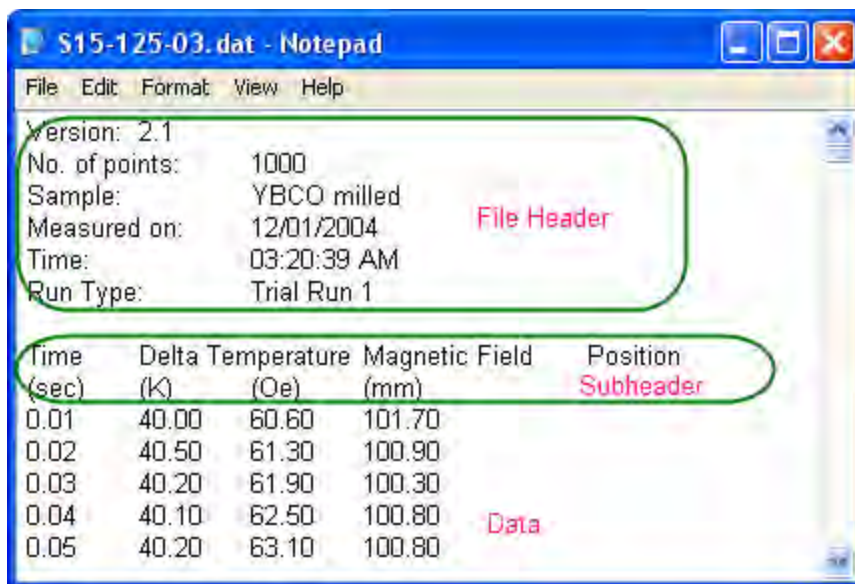 S15-125-03.dat - Notepad
File Edit Format View Help
Version: 2.1
No. of points: 1000
Sample: YBCO milled
Measured on: 12/01/2004
File Header
Time: 03:20:39 AM
Run Type: Trial Run 1
Time Delta Temperature Magnetic Field Position
(sec) (K) (Oe) (mm) Subheader
0.01 40.00 60.60 101.70
0.02 40.50 61.30 100.90
0.03 40.20 61.90 100.30
0.04 40.10 62.50 100.80 Data
0.05 40.20 63.10 100.80